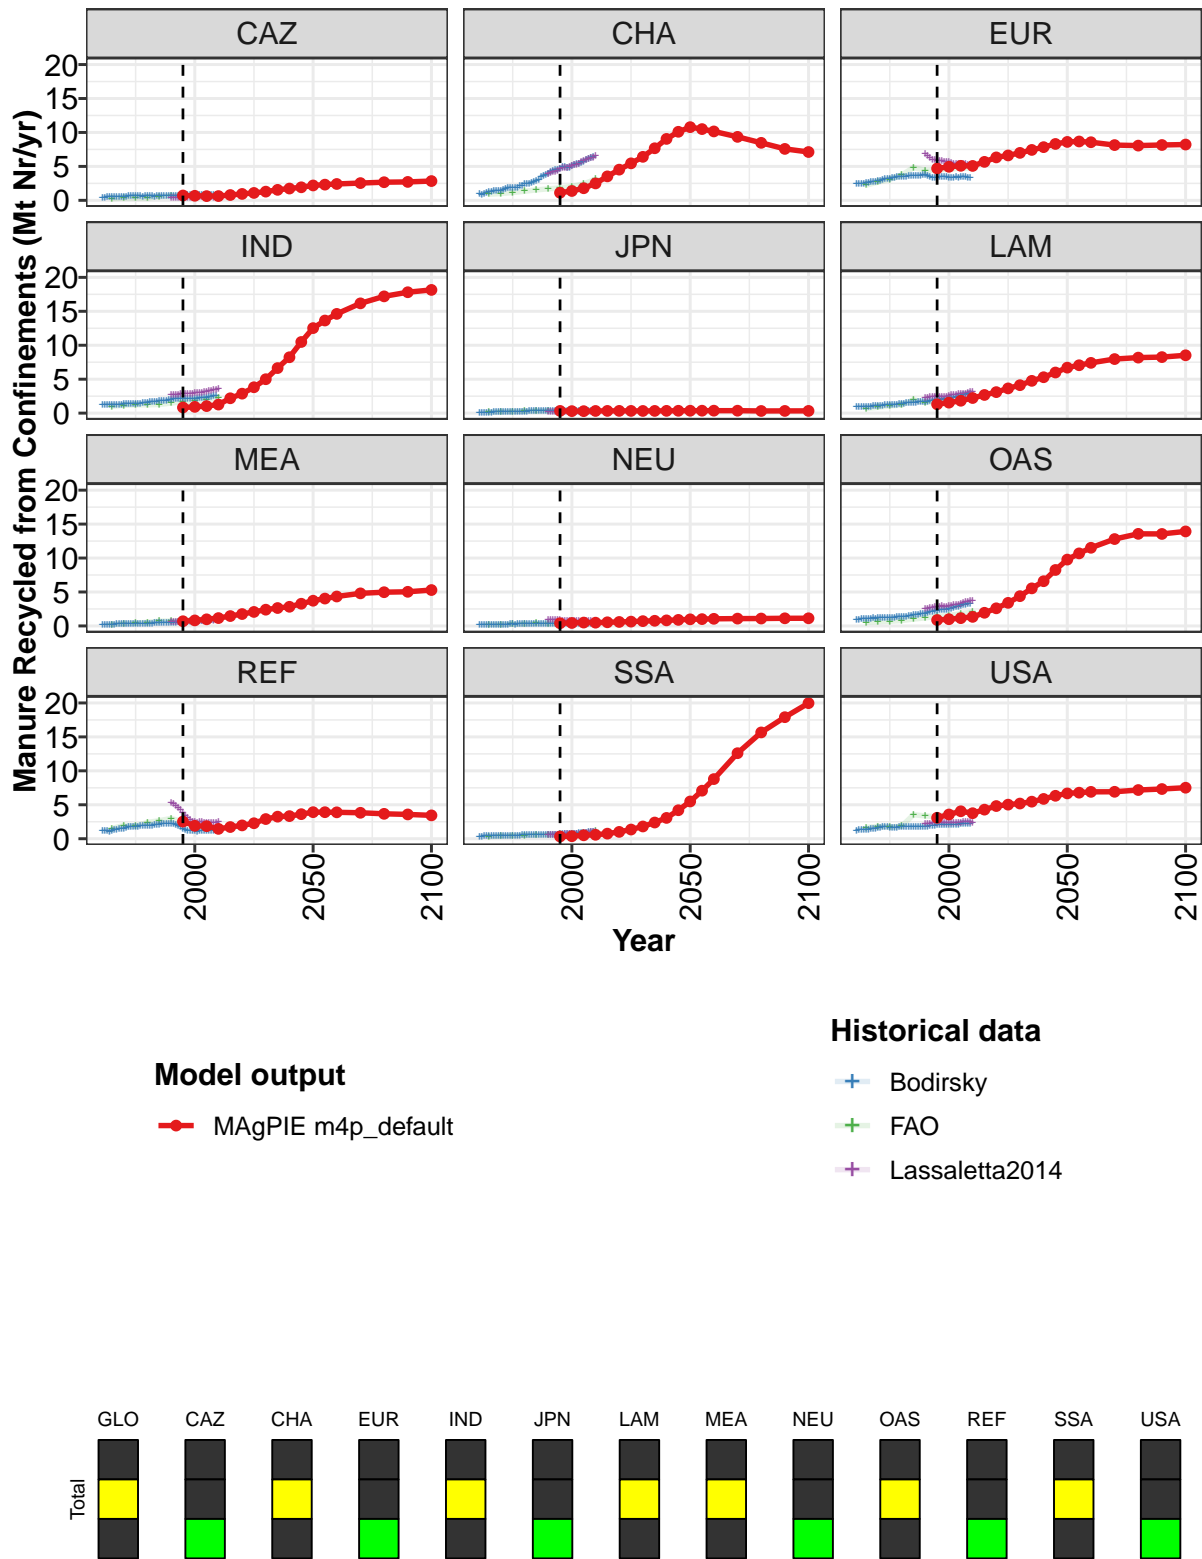 CAZ CHA EUR
20
15
10
5
0
IND JPN LAM
20
15
10
5
0
MEA NEU OAS
20
15
10
5
0
REF SSA USA
20
15
10
5
0
Manure Recycled from Confinements (Mt Nr/yr)
2000 2050 2100 2000 2050 2100 2000 2050 2100
Year
Model output
MAgPIE m4p_default
Historical data
Bodirsky
FAO
Lassaletta2014
GLO CAZ CHA EUR IND JPN LAM MEA NEU OAS REF SSA USA
Total